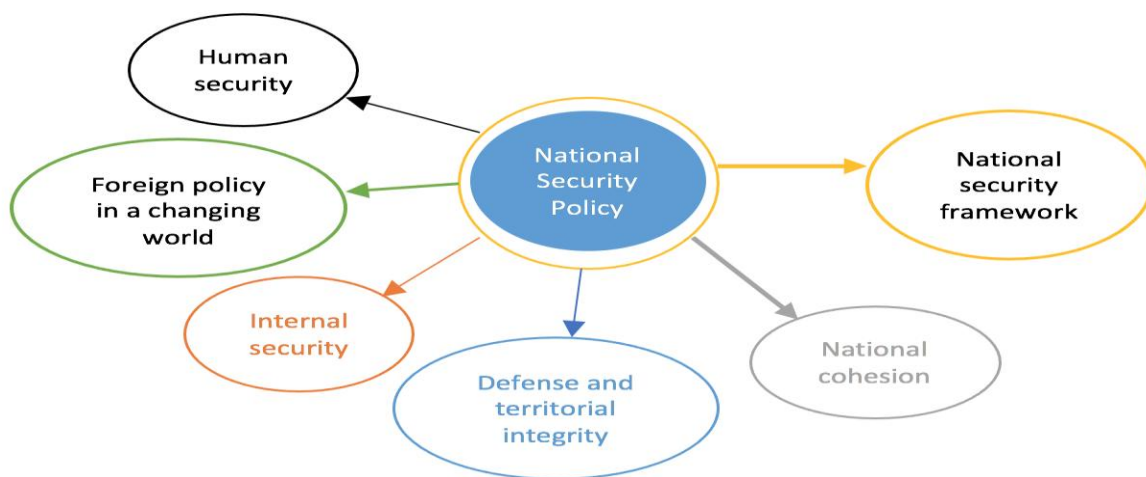 Human
security
National
Security
Policy
National
security
framework
Foreign policy
in a changing
world
Internal
security
National
cohesion
Defense and
territorial
integrity